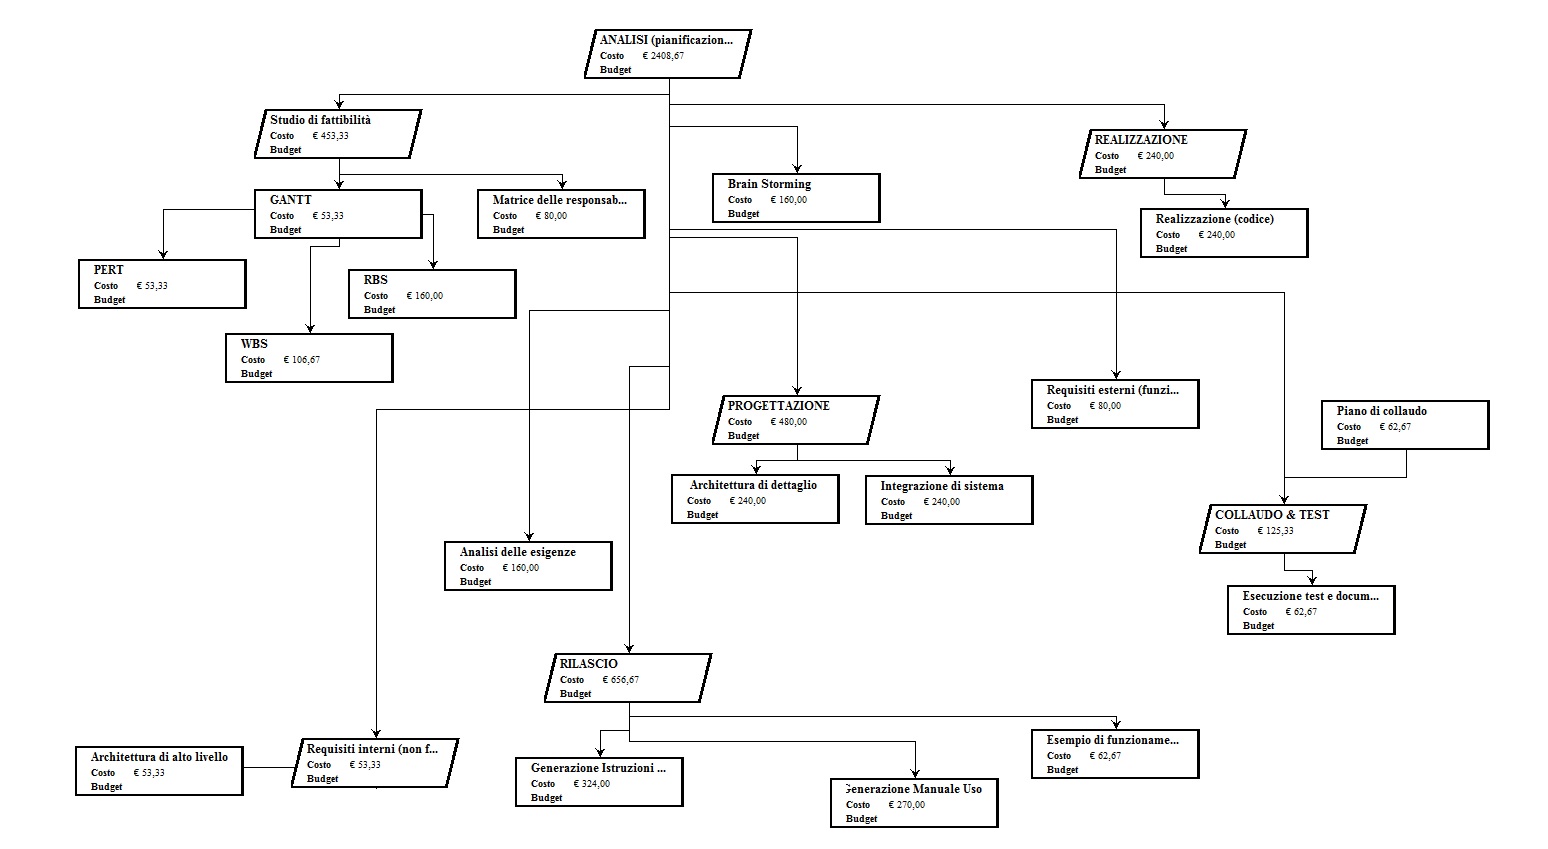 ANALISI (pianificazion...
Costo € 2408,67
Budget
Studio di fattibilità
Costo € 453,33
Budget
REALIZZAZIONE
Costo € 240,00
Budget
Brain Storming
Costo € 160,00
Budget
GANTT
Costo € 53,33
Budget
Matrice delle responsab...
Costo € 80,00
Budget
Realizzazione (codice)
Costo € 240,00
Budget
PERT
Costo € 53,33
Budget
RBS
Costo € 160,00
Budget
WBS
Costo € 106,67
Budget
PROGETTAZIONE
Costo € 480,00
Budget
Requisiti esterni (funzi...
Costo € 80,00
Budget
Piano di collaudo
Costo € 62,67
Budget
Architettura di dettaglio
Costo € 240,00
Budget
Integrazione di sistema
Costo € 240,00
Budget
COLLAUDO & TEST
Costo € 125,33
Budget
Analisi delle esigenze
Costo € 160,00
Budget
Esecuzione test e docum...
Costo € 62,67
Budget
RILASCIO
Costo € 656,67
Budget
Architettura di alto livello
Costo € 53,33
Budget
Requisiti interni (non f...
Costo € 53,33
Budget
Generazione Istruzioni ...
Costo € 324,00
Budget
Generazione Manuale Uso
Costo € 270,00
Budget
Esempio di funzioname...
Costo € 62,67
Budget